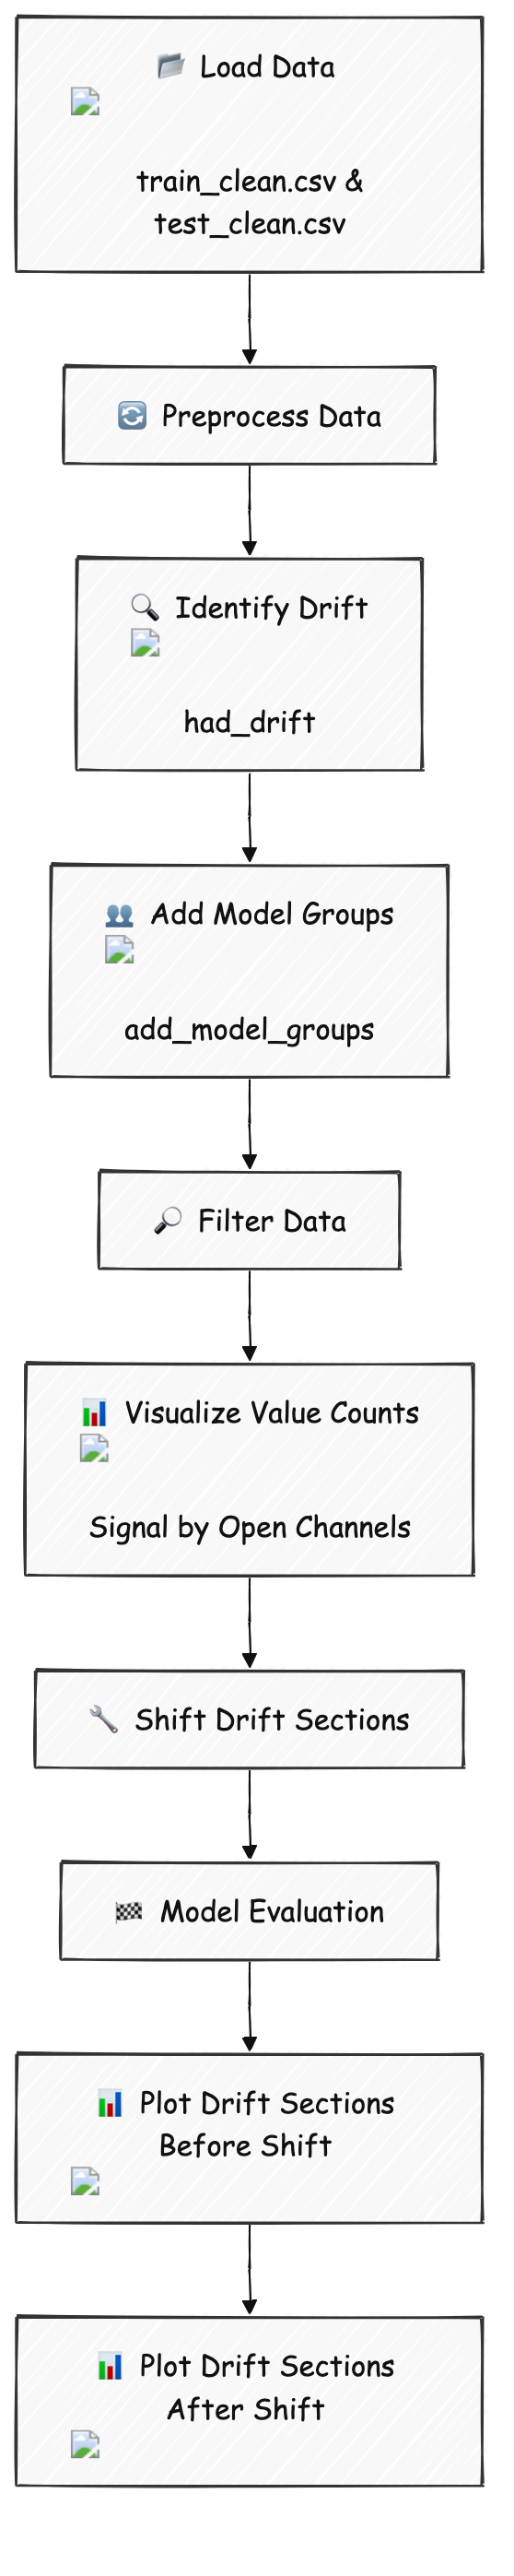 Load Data
train_clean.csv &
test_clean.csv
Preprocess Data
Identify Drift
had_drift
Add Model Groups
add_model_groups
Filter Data
Visualize Value Counts
Signal by Open Channels
Shift Drift Sections
Model Evaluation
Plot Drift Sections
Before Shift
Plot Drift Sections
After Shift